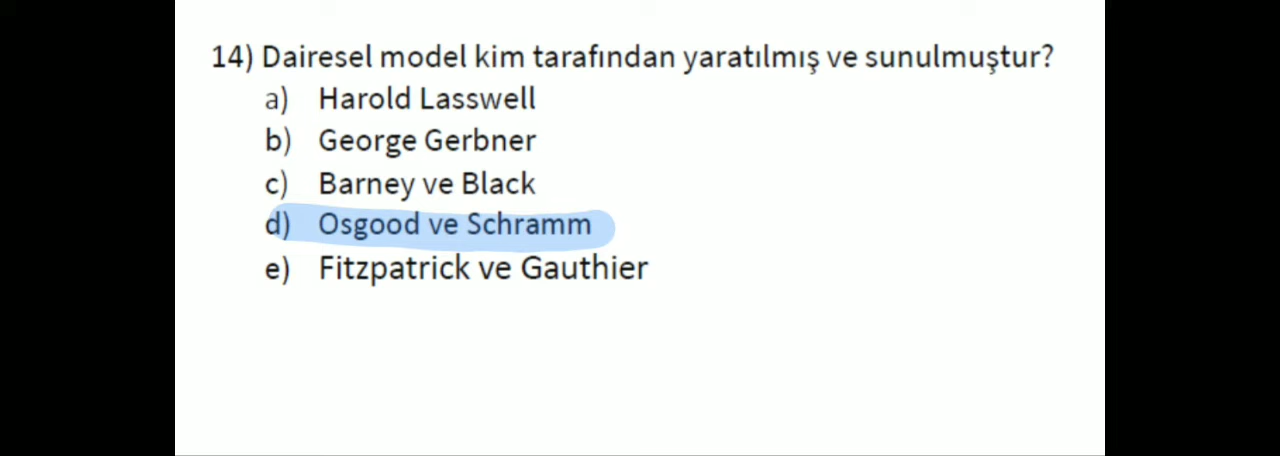 14) Dairesel model kim tarafından yaratılmış ve sunulmuştur?
a) Harold Lasswell
b) George Gerbner
c) Barney ve Black
d) Osgood ve Schramm
e) Fitzpatrick ve Gauthier